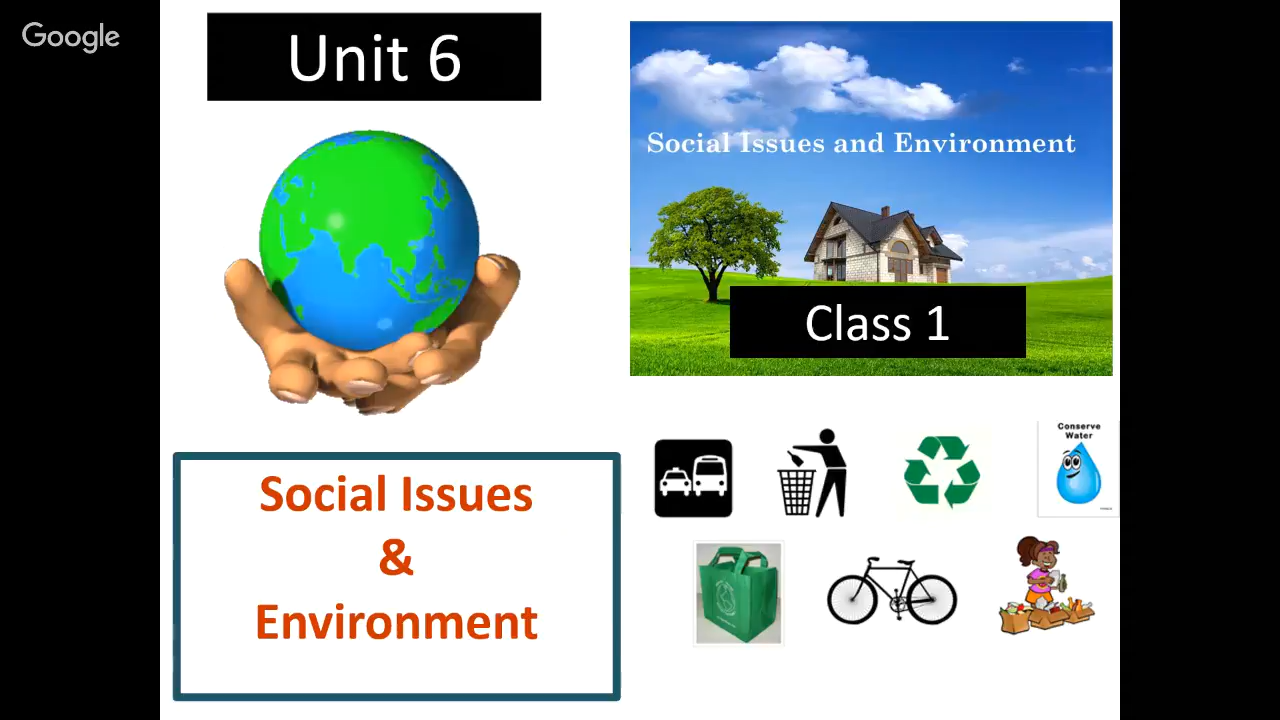 Google
Unit 6
Social Issues and Environment
Class 1
Social Issues
&
Environment
Conserve
Water